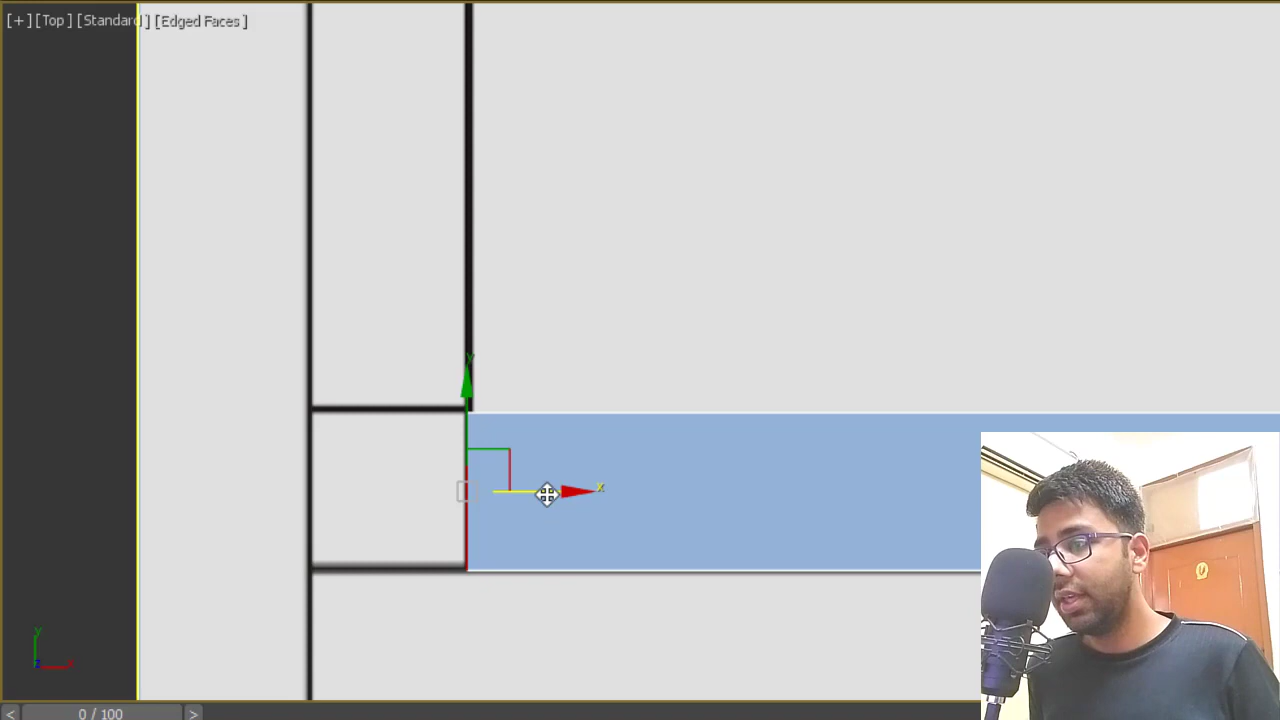 [+] [Top] [Standard] [Edged Faces]
Y
x
Y
Z
x
< 0 / 100 >